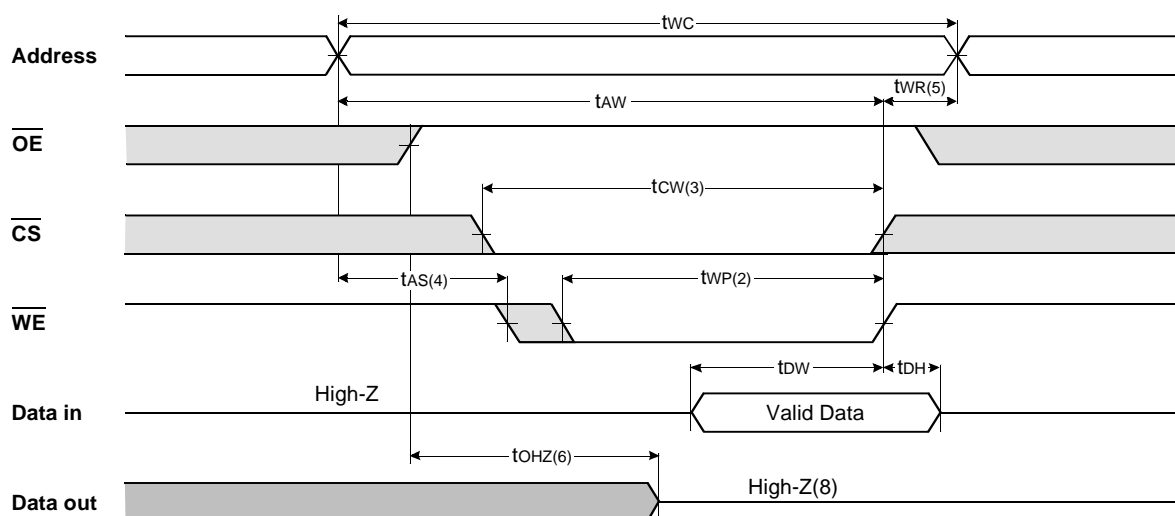 tWC
Address
tAW
tWR(5)
OE
tCW(3)
CS
tAS(4)
tWP(2)
WE
tDW
tDH
High-Z
Data in
Valid Data
tOHZ(6)
High-Z(8)
Data out